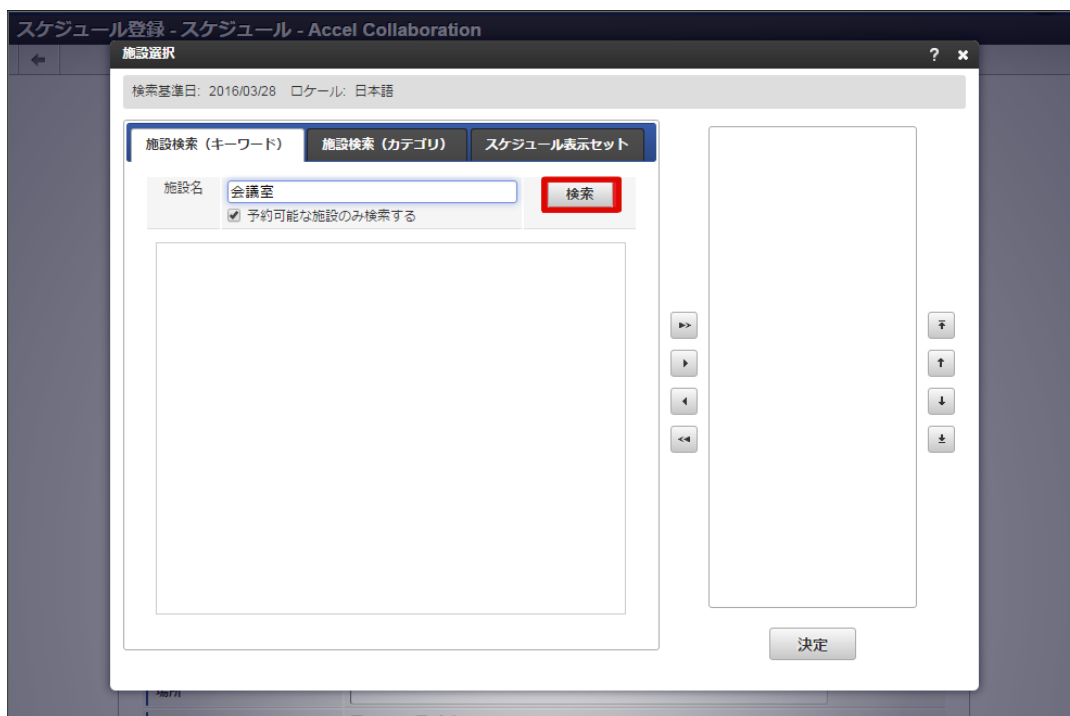 スケジュール登録 - スケジュール - Accel Collaboration
施設選択
検索基準日: 2016/03/28 ロケール: 日本語
施設検索（キーワード） 施設検索（カテゴリ） スケジュール表示セット
施設名 会議室 検索
予約可能な施設のみ検索する
決定
場所